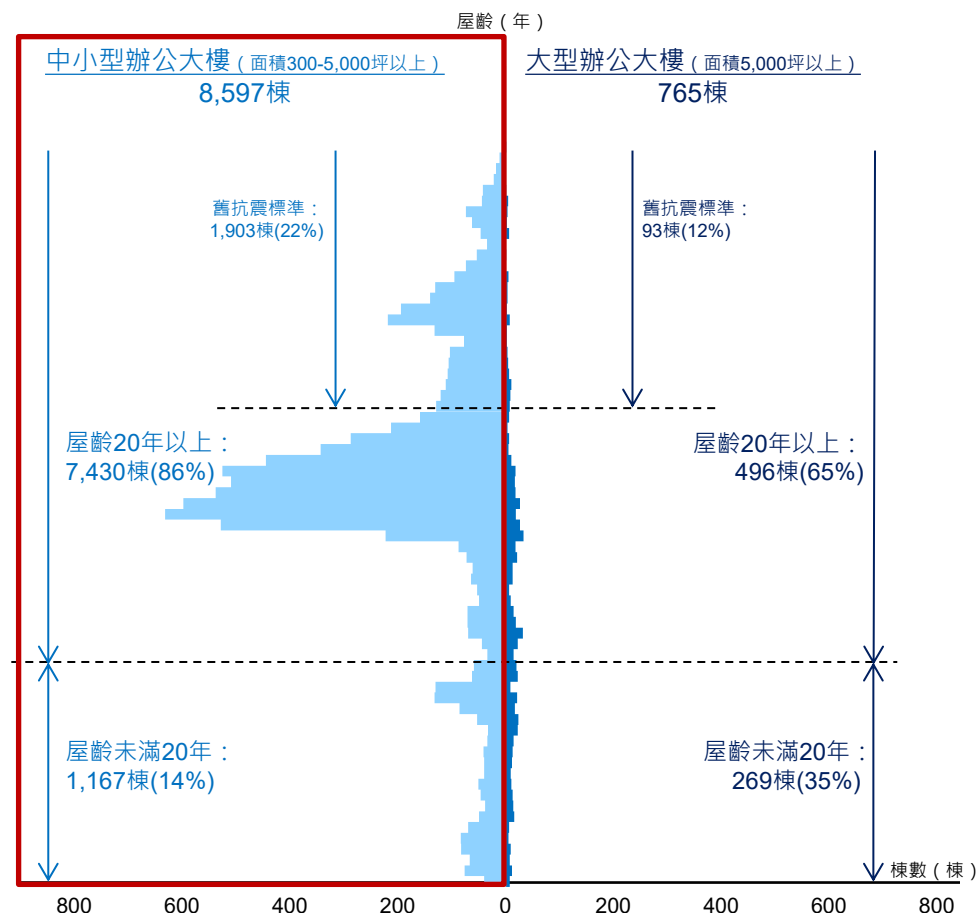 屋齡（年）
中小型辦公大樓（面積300-5,000坪以上）
8,597棟
大型辦公大樓（面積5,000坪以上）
765棟
舊抗震標準：
1,903棟(22%)
舊抗震標準：
93棟(12%)
屋齡20年以上：
7,430棟(86%)
屋齡20年以上：
496棟(65%)
屋齡未滿20年：
1,167棟(14%)
屋齡未滿20年：
269棟(35%)
棟數（棟）
800 600 400 200 0 200 400 600 800